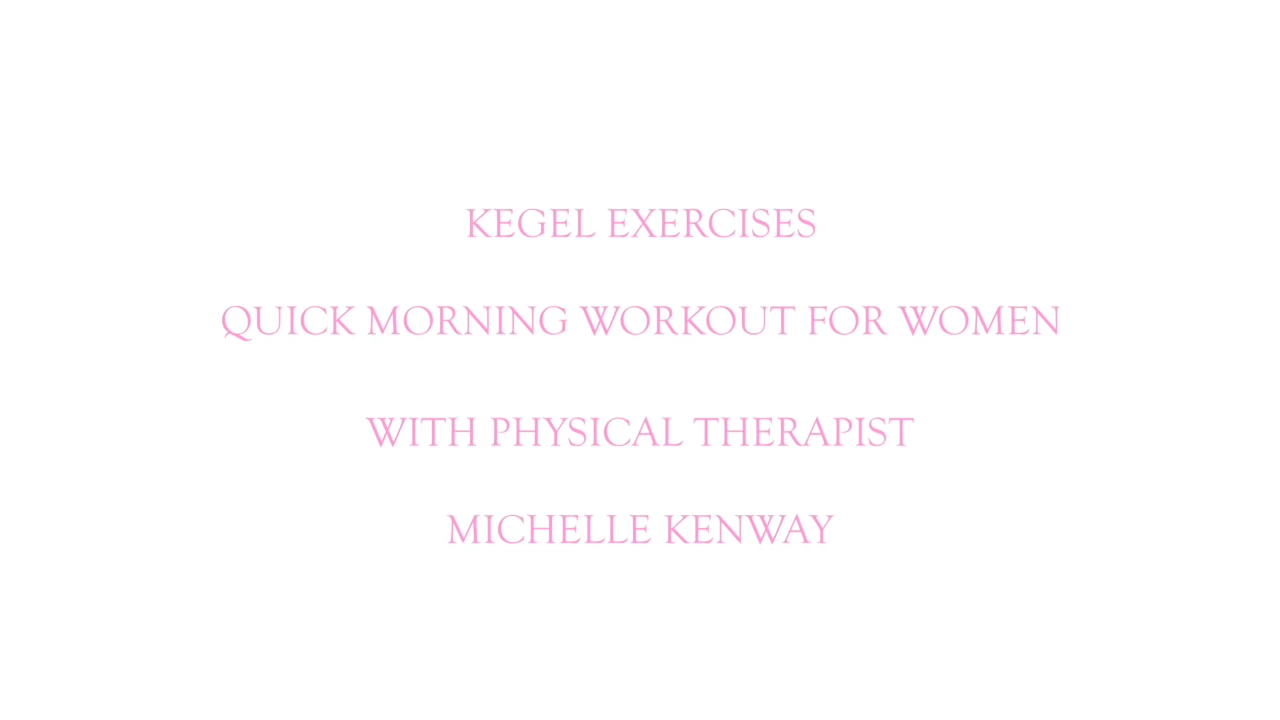 KEGEL EXERCISES
QUICK MORNING WORKOUT FOR WOMEN
WITH PHYSICAL THERAPIST
MICHELLE KENWAY